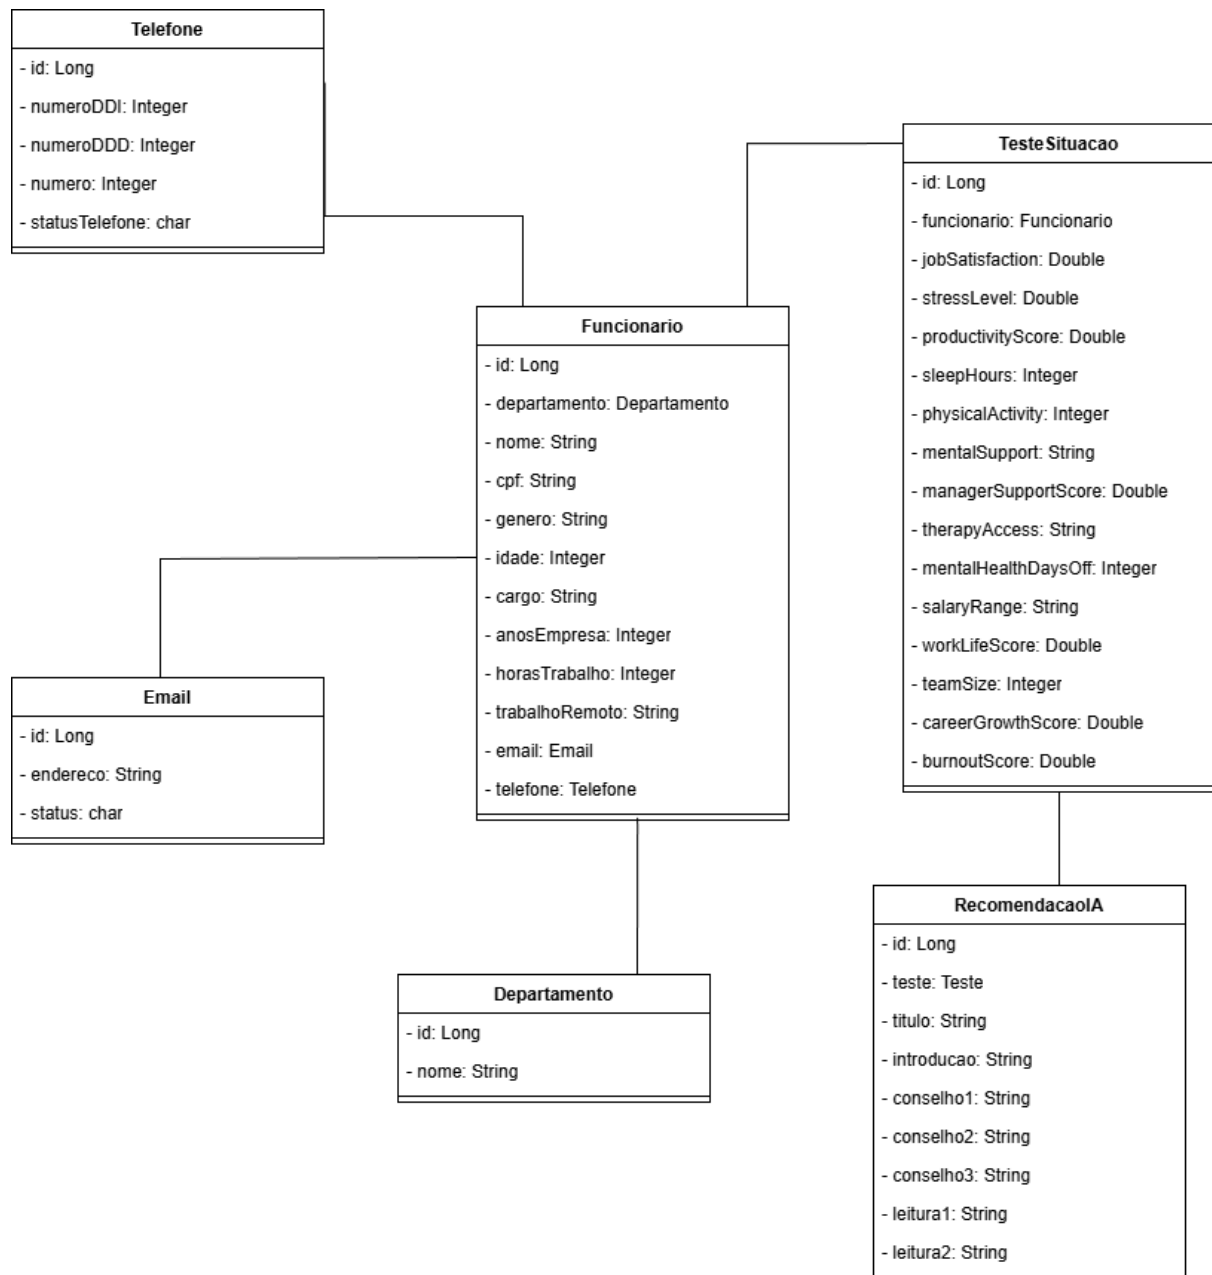 Telefone
- id: Long
- numeroDDI: Integer
- numeroDDD: Integer
- numero: Integer
- statusTelefone: char
TesteSituacao
- id: Long
- funcionario: Funcionario
- jobSatisfaction: Double
- stressLevel: Double
- productivityScore: Double
- sleepHours: Integer
- physicalActivity: Integer
- mentalSupport: String
- managerSupportScore: Double
- therapyAccess: String
- mentalHealthDaysOff: Integer
- salaryRange: String
- workLifeScore: Double
- teamSize: Integer
- careerGrowthScore: Double
- burnoutScore: Double
Funcionario
- id: Long
- departamento: Departamento
- nome: String
- cpf: String
- genero: String
- idade: Integer
- cargo: String
- anosEmpresa: Integer
- horasTrabalho: Integer
- trabalhoRemoto: String
- email: Email
- telefone: Telefone
Email
- id: Long
- endereco: String
- status: char
Departamento
- id: Long
- nome: String
RecomendacaoIA
- id: Long
- teste: Teste
- titulo: String
- introducao: String
- conselho1: String
- conselho2: String
- conselho3: String
- leitura1: String
- leitura2: String